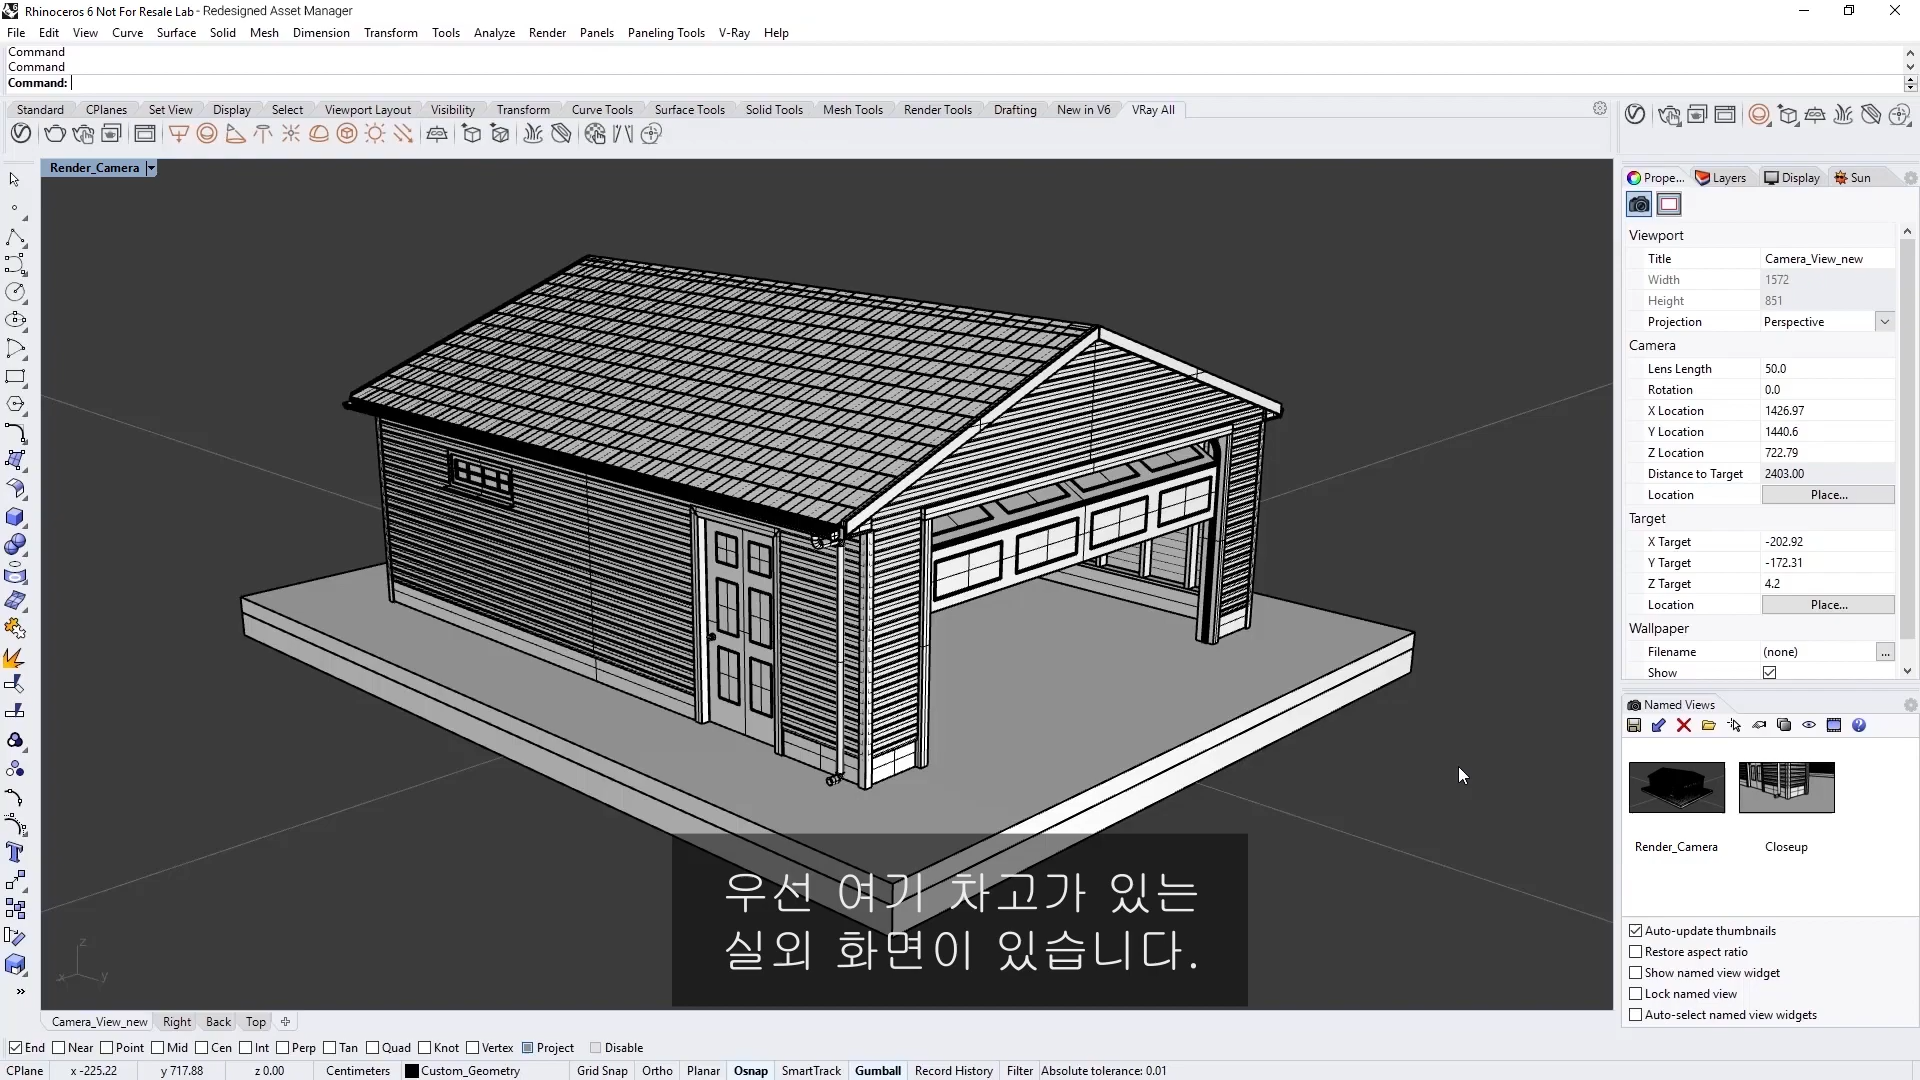 Rhinoceros 6 Not For Resale Lab - Redesigned Asset Manager
File Edit View Curve Surface Solid Mesh Dimension Transform Tools Analyze Render Panels Paneling Tools V-Ray Help
Command
Command
Command:
Standard CPlanes Set View Display Select Viewport Layout Visibility Transform Curve Tools Surface Tools Solid Tools Mesh Tools Render Tools Drafting New in V6 VRay All
Render_Camera
Prope... Layers Display Sun
Viewport
Title Camera_View_new
Width 1572
Height 851
Projection Perspective
Camera
Lens Length 50.0
Rotation 0.0
X Location 1426.97
Y Location 1440.6
Z Location 722.79
Distance to Target 2403.00
Location Place...
Target
X Target -202.92
Y Target -172.31
Z Target 4.2
Location Place...
Wallpaper
Filename (none) ...
Show
Named Views
Render_Camera Closeup
Auto-update thumbnails
Restore aspect ratio
Show named view widget
Lock named view
Auto-select named view widgets
우선 여기 차고가 있는
실외 화면이 있습니다.
z
x y
Camera_View_new Right Back Top
End Near Point Mid Cen Int Perp Tan Quad Knot Vertex Project Disable
CPlane x -225.22 y 717.88 z 0.00 Centimeters Custom_Geometry Grid Snap Ortho Planar Osnap SmartTrack Gumball Record History Filter Absolute tolerance: 0.01